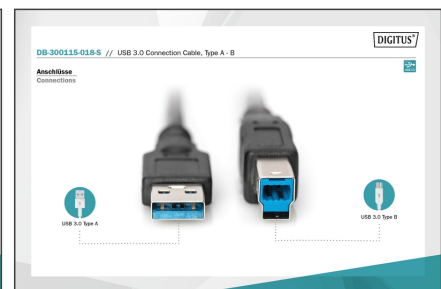 DIGITUS®
DB-300115-018-S // USB 3.0 Connection Cable, Type A - B
Anschlüsse
Connections
USB 3.0 Type A
USB 3.0 Type B